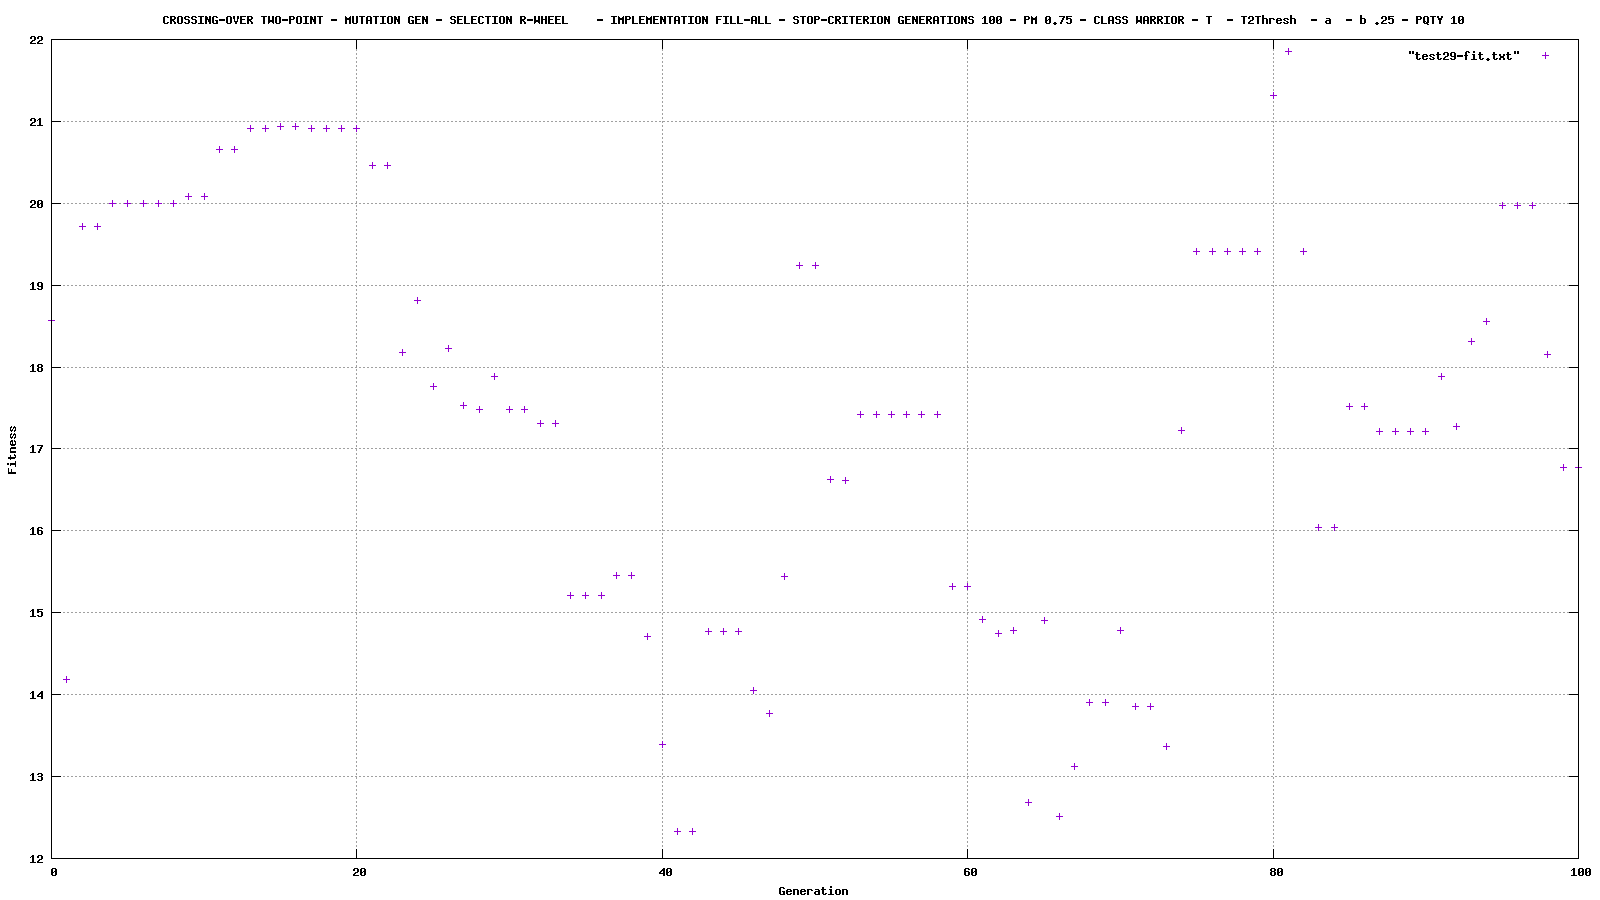 CROSSING-OVER TWO-POINT - MUTATION GEN - SELECTION R-WHEEL    - IMPLEMENTATION FILL-ALL - STOP-CRITERION GENERATIONS 100 - PM 0.75 - CLASS WARRIOR - T  - T2Thresh  - a  - b .25 - PQTY 10
"test29-fit.txt"
22
21
20
19
18
17
16
15
14
13
12
Fitness
0 20 40 60 80 100
Generation